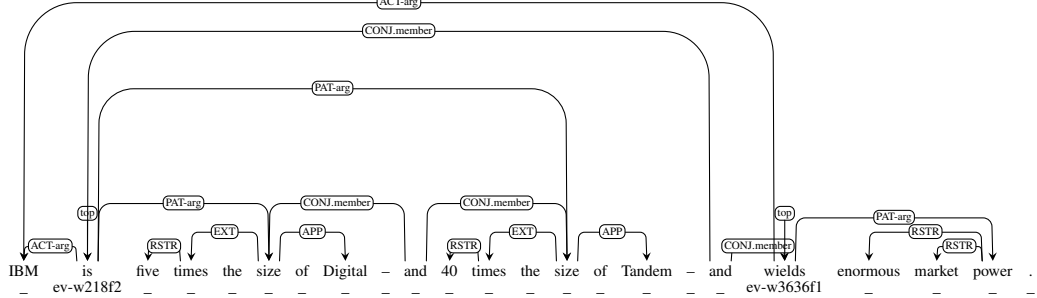 ACT-arg
CONJ.member
PAT-arg
PAT-arg CONJ.member CONJ.member
top top PAT-arg
EXT APP EXT APP RSTR
ACT-arg RSTR RSTR CONJ.member RSTR
IBM is five times the size of Digital – and 40 times the size of Tandem – and wields enormous market power .
_ ev-w218f2 _ _ _ _ _ _ _ _ _ _ _ _ _ _ _ _ ev-w3636f1 _ _ _ _